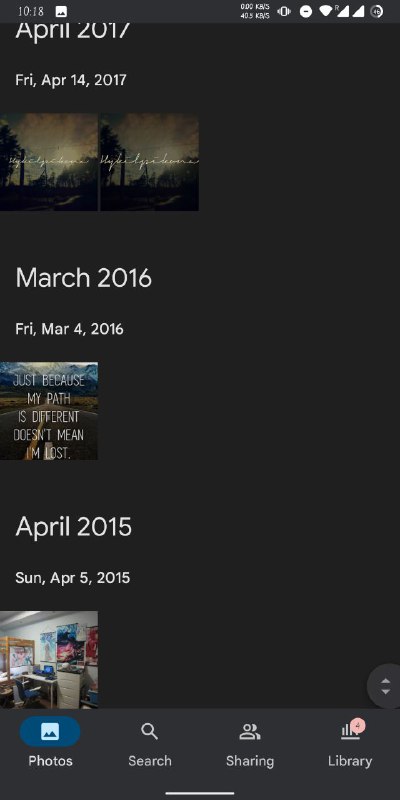 10:18
0.00 KB/S
40.5 KB/S
R
April 2017
Fri, Apr 14, 2017
March 2016
Fri, Mar 4, 2016
JUST BECAUSE
MY PATH
IS DIFFERENT
DOESN'T MEAN
I'M LOST.
April 2015
Sun, Apr 5, 2015
Photos
Search
Sharing
4
Library